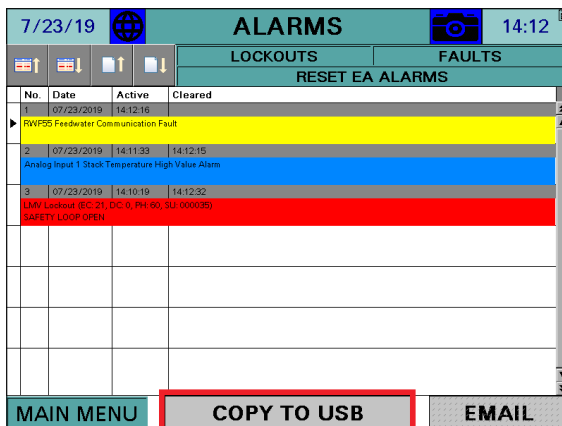 7/23/19 ALARMS 14:12
LOCKOUTS FAULTS
RESET EA ALARMS
No. Date Active Cleared
1 07/23/2019 14:12:16
RWF55 Feedwater Communication Fault
2 07/23/2019 14:11:33 14:12:15
Analog Input 1 Stack Temperature High Value Alarm
3 07/23/2019 14:10:19 14:12:32
LMV Lockout (EC: 21, DC: 0, PH: 60, SU: 000035)
SAFETY LOOP OPEN
MAIN MENU COPY TO USB EMAIL